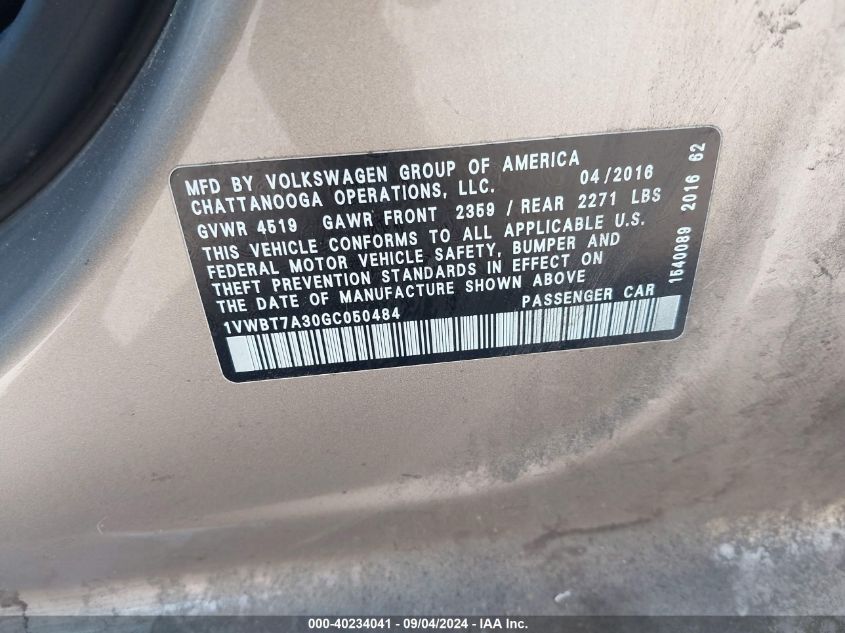 MFD BY VOLKSWAGEN GROUP OF AMERICA
CHATTANOOGA OPERATIONS, LLC. 04/2016
GVWR 4519 GAWR FRONT 2359 / REAR 2271 LBS
THIS VEHICLE CONFORMS TO ALL APPLICABLE U.S.
FEDERAL MOTOR VEHICLE SAFETY, BUMPER AND
THEFT PREVENTION STANDARDS IN EFFECT ON
THE DATE OF MANUFACTURE SHOWN ABOVE
1VWBT7A30GC050484 PASSENGER CAR
1540089 2016 62
000-40234041 - 09/04/2024 - IAA Inc.